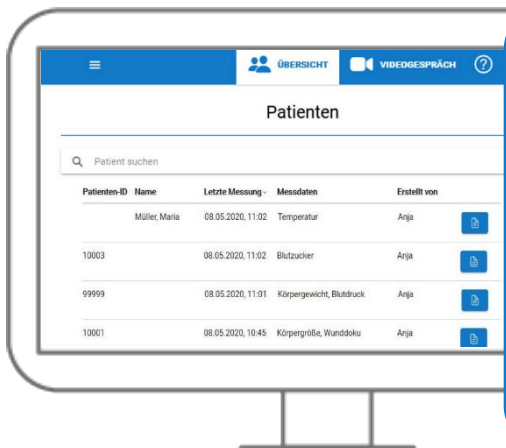 ÜBERSICHT VIDEOGESPRÄCH ?
Patienten
Patient suchen
Patienten-ID Name Letzte Messung Messdaten Erstellt von
Müller, Maria 08.05.2020, 11:02 Temperatur Anja
10003 08.05.2020, 11:02 Blutzucker Anja
99999 08.05.2020, 11:01 Körpergewicht, Blutdruck Anja
10001 08.05.2020, 10:45 Körpergröße, Wunddoku Anja